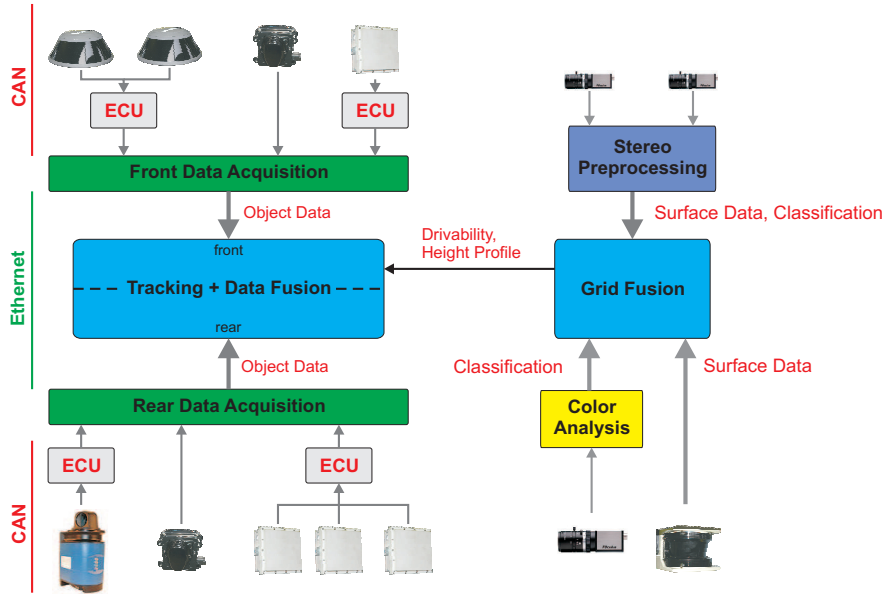 CAN
ECU
ECU
Front Data Acquisition
Stereo
Preprocessing
Object Data
Surface Data, Classification
Ethernet
front
Tracking + Data Fusion
rear
Drivability,
Height Profile
Grid Fusion
Object Data
Classification
Surface Data
Rear Data Acquisition
Color
Analysis
CAN
ECU
ECU